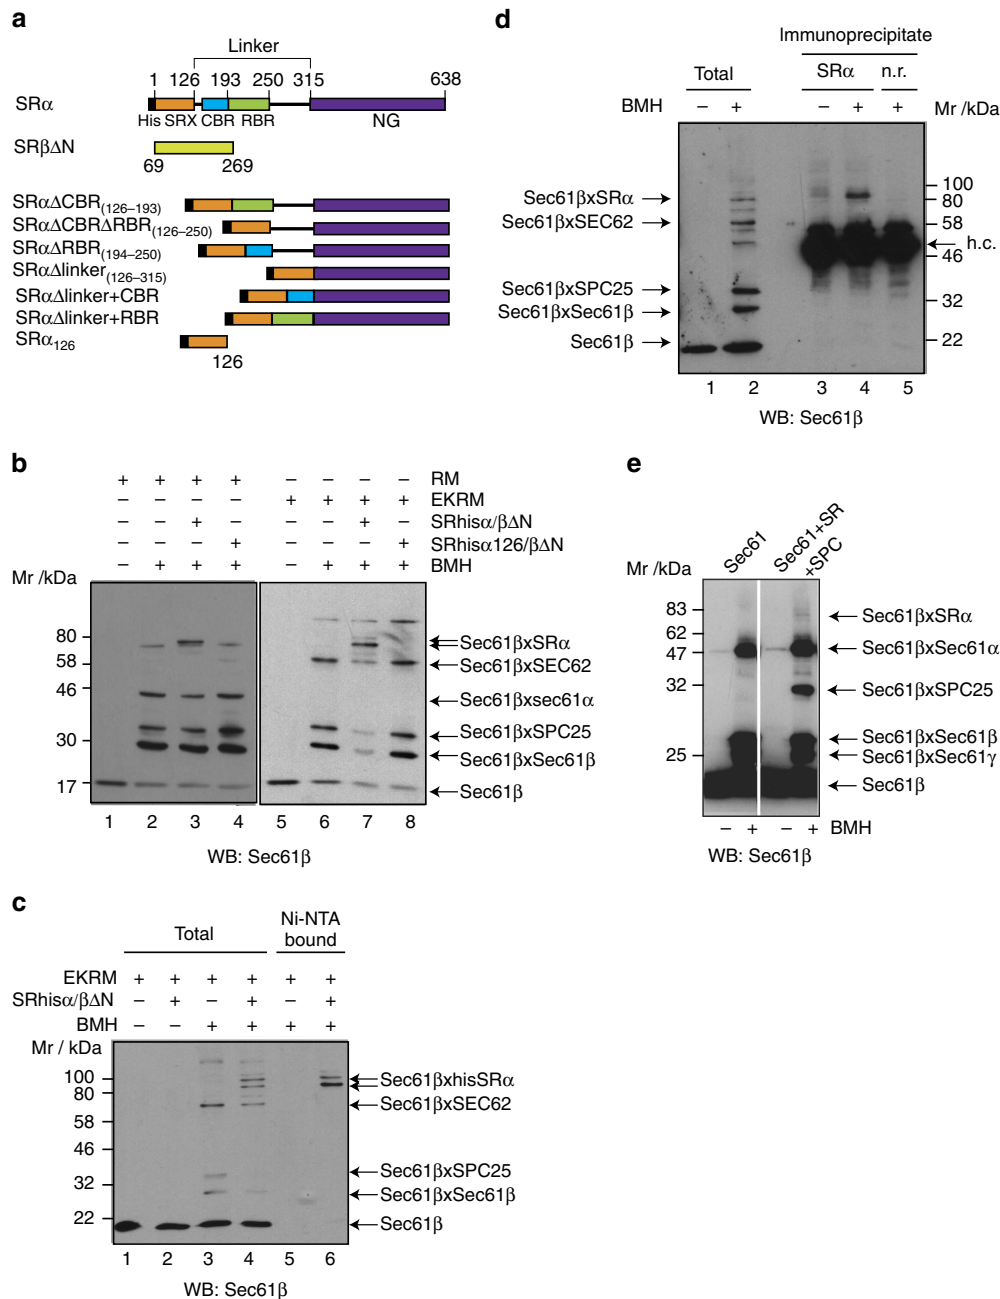 a
Linker
1 126 193 250 315 638
SRα
His SRX CBR RBR NG
SRβΔN
69 269
SRαΔCBR(126–193)
SRαΔCBRΔRBR(126–250)
SRαΔRBR(194–250)
SRαΔlinker(126–315)
SRαΔlinker+CBR
SRαΔlinker+RBR
SRα126
126
b
+ + + + − − − − RM
− − − − + + + + EKRM
− − + − − − + − SRhisα/βΔN
− − − + − − − + SRhisα126/βΔN
− + + + − + + + BMH
Mr /kDa
80
58
46
30
17
Sec61βxSRα
Sec61βxSEC62
Sec61βxsec61α
Sec61βxSPC25
Sec61βxSec61β
Sec61β
1 2 3 4 5 6 7 8
WB: Sec61β
c
Total
Ni-NTA
bound
EKRM + + + + + +
SRhisα/βΔN − + − + − +
BMH − − + + + +
Mr / kDa
100
80
58
46
32
22
Sec61βxhisSRα
Sec61βxSEC62
Sec61βxSPC25
Sec61βxSec61β
Sec61β
1 2 3 4 5 6
WB: Sec61β
d
Immunoprecipitate
Total SRα n.r.
BMH − + − + + Mr /kDa
Sec61βxSRα
Sec61βxSEC62
Sec61βxSPC25
Sec61βxSec61β
Sec61β
100
80
58
h.c.
46
32
22
1 2 3 4 5
WB: Sec61β
e
Sec61
Sec61+SR
+SPC
Mr /kDa
83
62
47
32
25
Sec61βxSRα
Sec61βxSec61α
Sec61βxSPC25
Sec61βxSec61β
Sec61βxSec61γ
Sec61β
− + − + BMH
WB: Sec61β